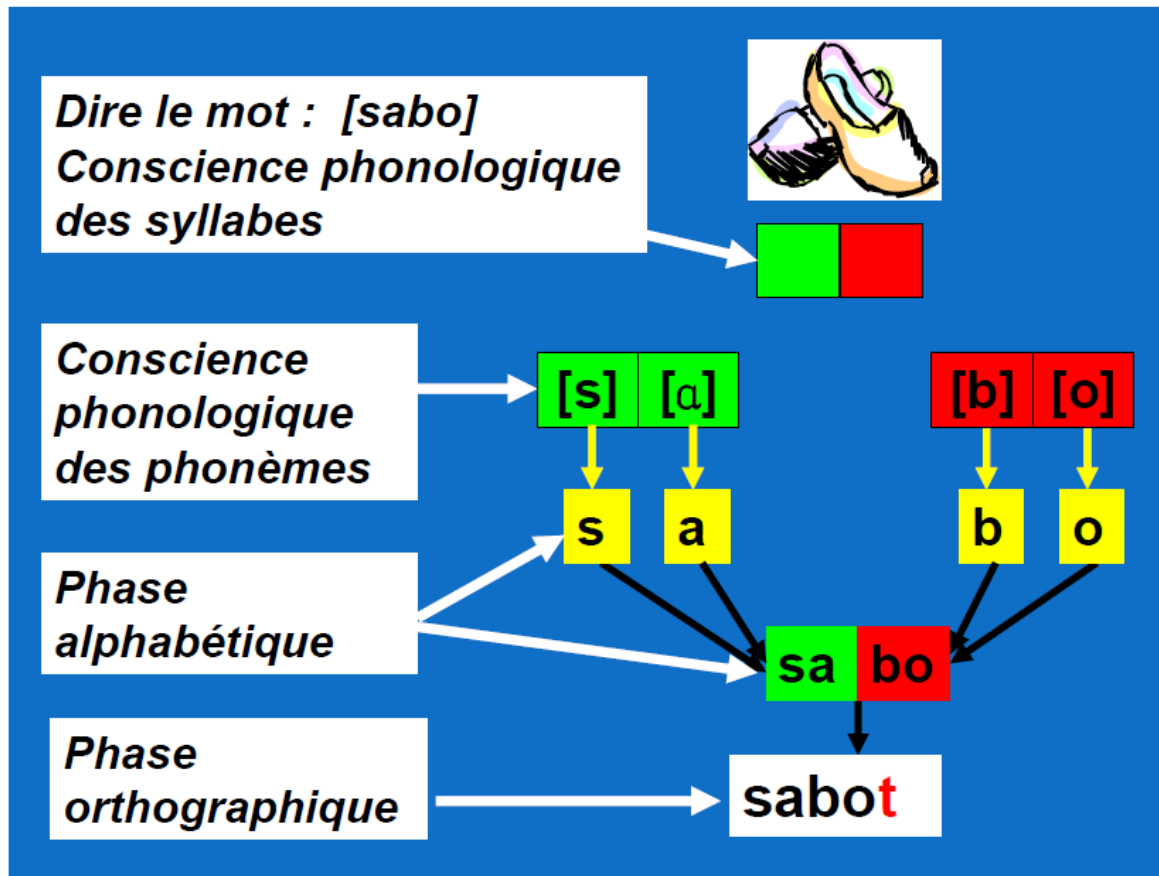 Dire le mot : [sabo]
Conscience phonologique
des syllabes
Conscience
phonologique
des phonèmes
[s] [ɑ] [b] [o]
s a b o
Phase
alphabétique
sa bo
Phase
orthographique
sabot